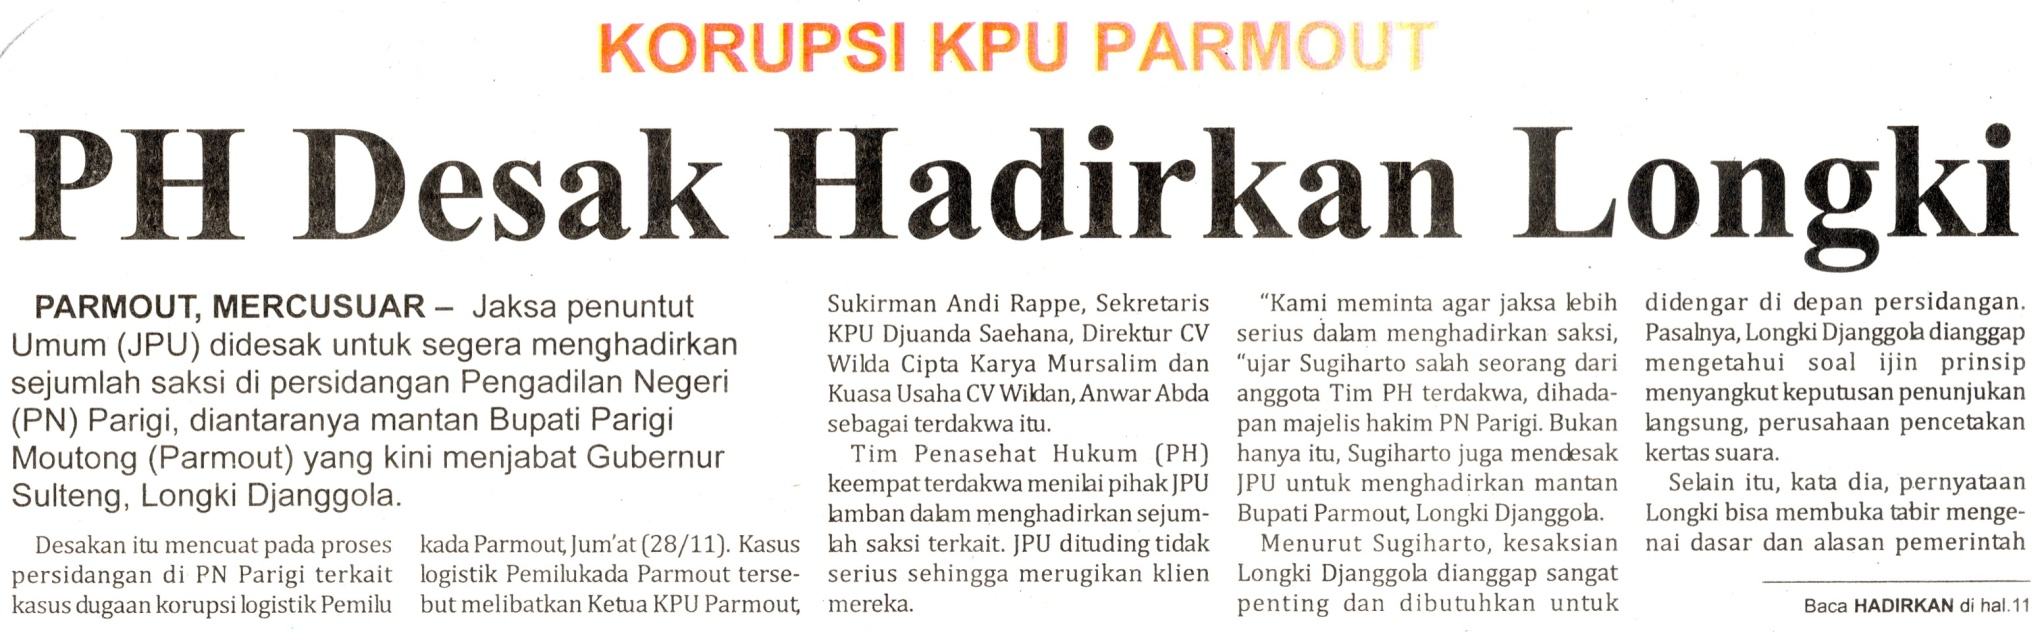 KORUPSI KPU PARMOUT
PH Desak Hadirkan Longki
PARMOUT, MERCUSUAR – Jaksa penuntut
Umum (JPU) didesak untuk segera menghadirkan
sejumlah saksi di persidangan Pengadilan Negeri
(PN) Parigi, diantaranya mantan Bupati Parigi
Moutong (Parmout) yang kini menjabat Gubernur
Sulteng, Longki Djanggola.
Desakan itu mencuat pada proses
persidangan di PN Parigi terkait
kasus dugaan korupsi logistik Pemilu
kada Parmout, Jum'at (28/11). Kasus
logistik Pemilukada Parmout terse-
but melibatkan Ketua KPU Parmout,
Sukirman Andi Rappe, Sekretaris
KPU Djuanda Saehana, Direktur CV
Wilda Cipta Karya Mursalim dan
Kuasa Usaha CV Wildan, Anwar Abda
sebagai terdakwa itu.
Tim Penasehat Hukum (PH)
keempat terdakwa menilai pihak JPU
lamban dalam menghadirkan sejum-
lah saksi terkait. JPU dituding tidak
serius sehingga merugikan klien
mereka.
"Kami meminta agar jaksa lebih
serius dalam menghadirkan saksi,
"ujar Sugiharto salah seorang dari
anggota Tim PH terdakwa, dihada-
pan majelis hakim PN Parigi. Bukan
hanya itu, Sugiharto juga mendesak
JPU untuk menghadirkan mantan
Bupati Parmout, Longki Djanggola.
Menurut Sugiharto, kesaksian
Longki Djanggola dianggap sangat
penting dan dibutuhkan untuk
didengar di depan persidangan.
Pasalnya, Longki Djanggola dianggap
mengetahui soal ijin prinsip
menyangkut keputusan penunjukan
langsung, perusahaan pencetakan
kertas suara.
Selain itu, kata dia, pernyataan
Longki bisa membuka tabir menge-
nai dasar dan alasan pemerintah
Baca HADIRKAN di hal.11